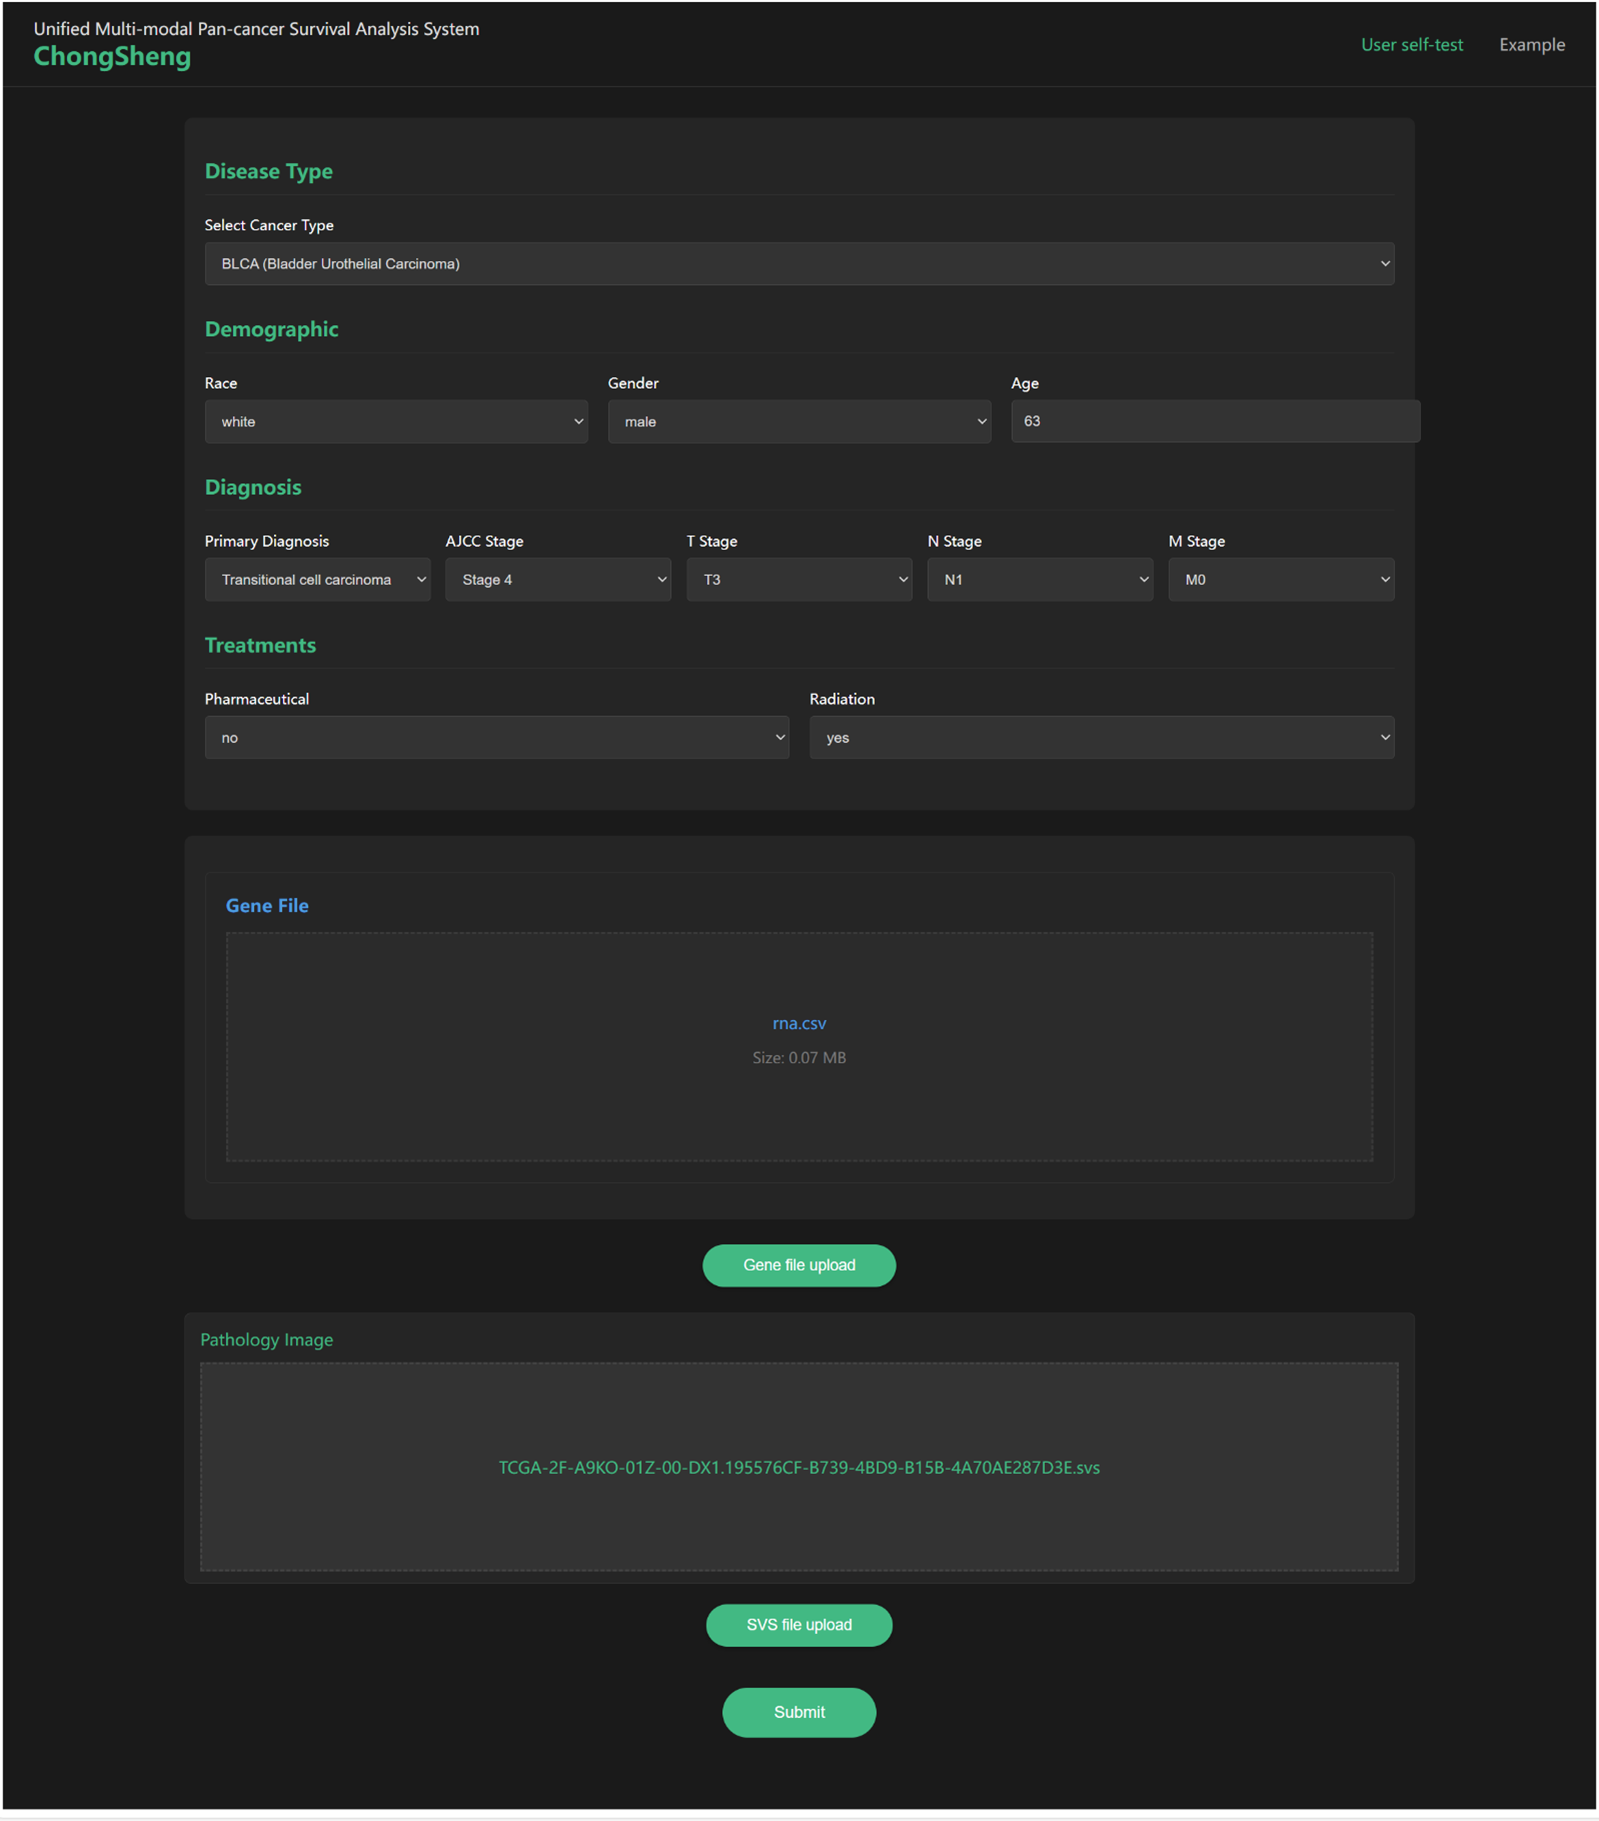 Unified Multi-modal Pan-cancer Survival Analysis System
ChongSheng
User self-test
Example
Disease Type
Select Cancer Type
BLCA (Bladder Urothelial Carcinoma)
Demographic
Race
Gender
Age
white
male
63
Diagnosis
Primary Diagnosis
AJCC Stage
T Stage
N Stage
M Stage
Transitional cell carcinoma
Stage 4
T3
N1
M0
Treatments
Pharmaceutical
Radiation
no
yes
Gene File
rna.csv
Size: 0.07 MB
Gene file upload
Pathology Image
TCGA-2F-A9KO-01Z-00-DX1.195576CF-B739-4BD9-B15B-4A70AE287D3E.svs
SVS file upload
Submit